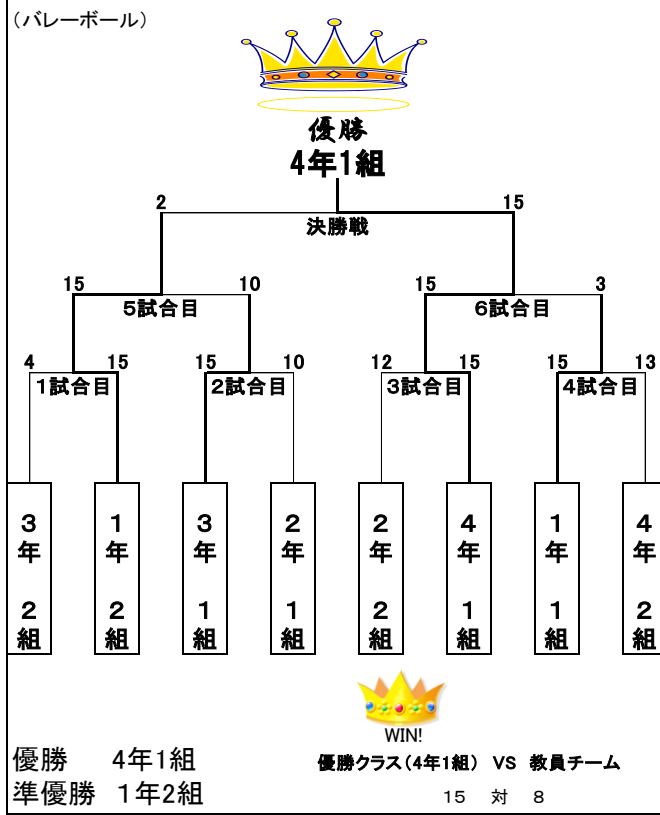 (バレーボール)
優勝
4年1組
2 15
決勝戦
15 10 15 3
5試合目 6試合目
4 15 15 10 12 15 15 13
1試合目 2試合目 3試合目 4試合目
3年2組
1年2組
3年1組
2年1組
2年2組
4年1組
1年1組
4年2組
WIN!
優勝 4年1組
優勝クラス(4年1組) VS 教員チーム
準優勝 1年2組
15 対 8